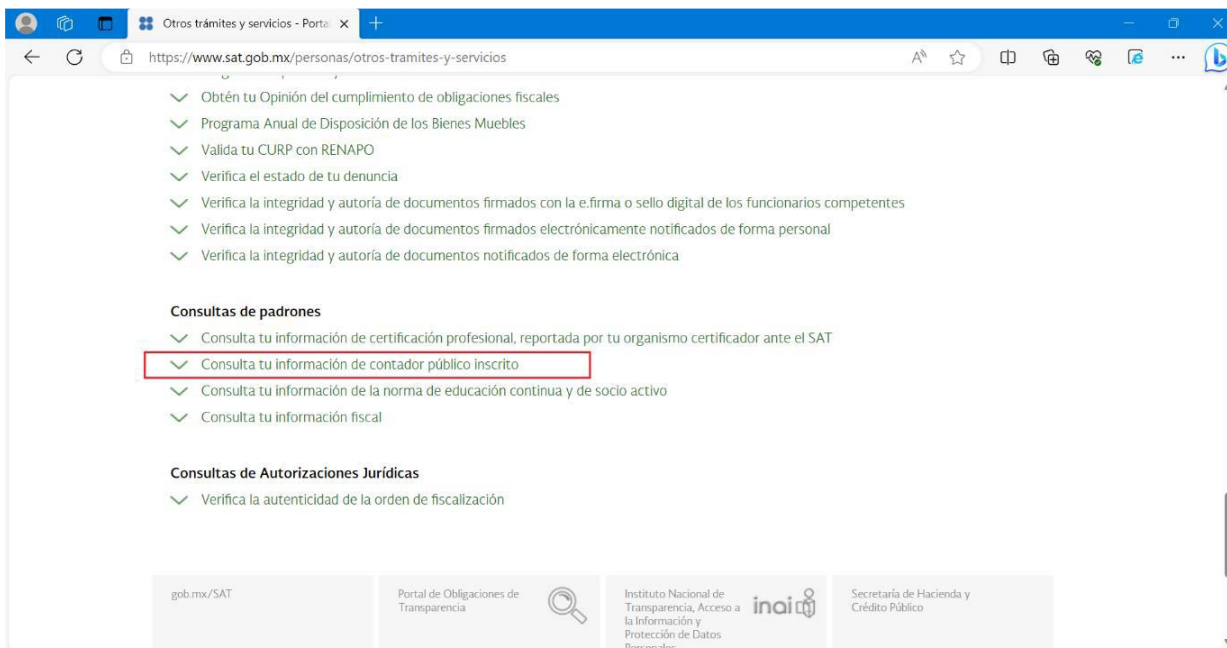 Otros trámites y servicios - Porta
https://www.sat.gob.mx/personas/otros-tramites-y-servicios
Obtén tu Opinión del cumplimiento de obligaciones fiscales
Programa Anual de Disposición de los Bienes Muebles
Valida tu CURP con RENAPO
Verifica el estado de tu denuncia
Verifica la integridad y autoría de documentos firmados con la e.firma o sello digital de los funcionarios competentes
Verifica la integridad y autoría de documentos firmados electrónicamente notificados de forma personal
Verifica la integridad y autoría de documentos notificados de forma electrónica
Consultas de padrones
Consulta tu información de certificación profesional, reportada por tu organismo certificador ante el SAT
Consulta tu información de contador público inscrito
Consulta tu información de la norma de educación continua y de socio activo
Consulta tu información fiscal
Consultas de Autorizaciones Jurídicas
Verifica la autenticidad de la orden de fiscalización
gob.mx/SAT
Portal de Obligaciones de
Transparencia
Instituto Nacional de
Transparencia, Acceso a
la Información y
Protección de Datos
Personales
inai
Secretaría de Hacienda y
Crédito Público